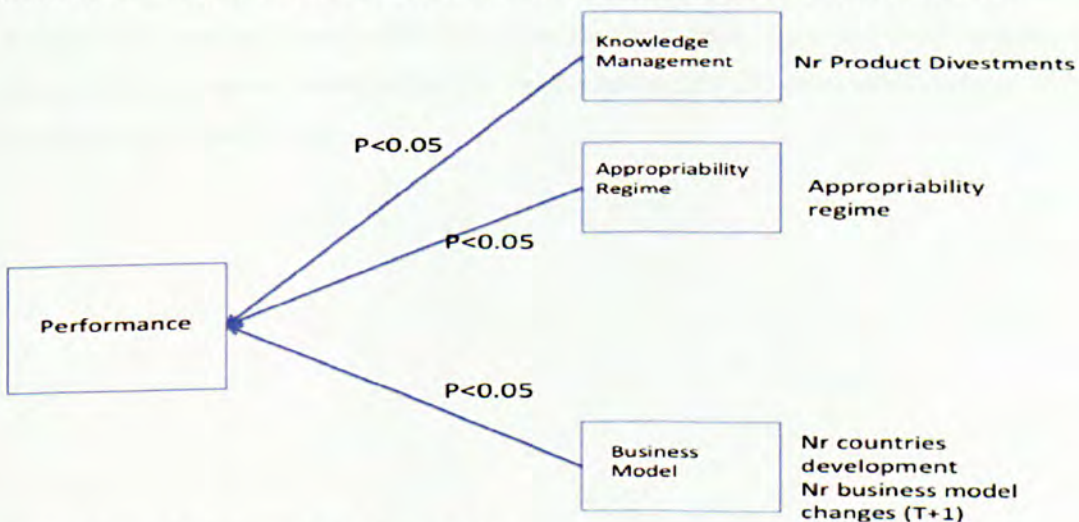 Knowledge
Management
Nr Product Divestments
P<0.05
Appropriability
Regime
Appropriability
regime
P<0.05
Performance
P<0.05
Business
Model
Nr countries
development
Nr business model
changes (T+1)